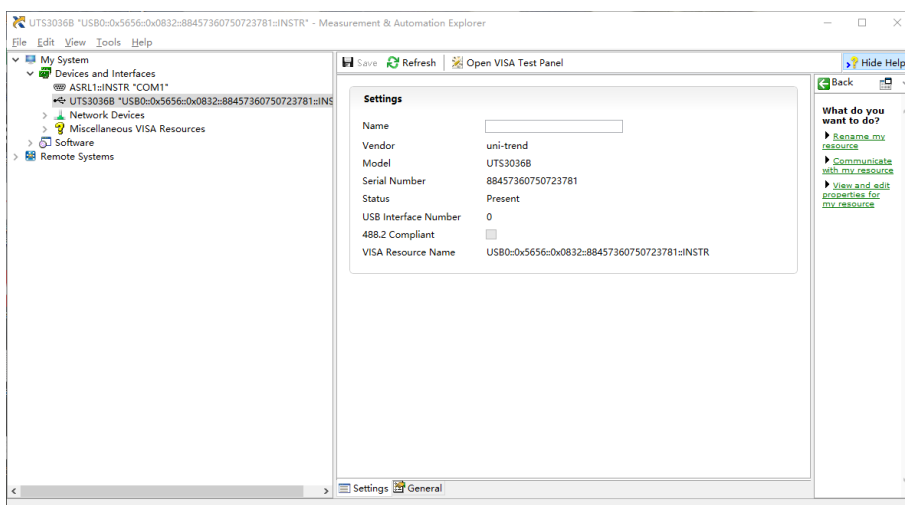 UTS3036B "USB0::0x5656::0x0832::88457360750723781::INSTR" - Measurement & Automation Explorer
File Edit View Tools Help
My System
Devices and Interfaces
ASRL1::INSTR "COM1"
UTS3036B "USB0::0x5656::0x0832::88457360750723781::INS
Network Devices
Miscellaneous VISA Resources
Software
Remote Systems
Save Refresh Open VISA Test Panel
Hide Help
Settings
Name
Vendor uni-trend
Model UTS3036B
Serial Number 88457360750723781
Status Present
USB Interface Number 0
488.2 Compliant
VISA Resource Name USB0::0x5656::0x0832::88457360750723781::INSTR
Back
What do you
want to do?
Rename my
resource
Communicate
with my resource
View and edit
properties for
my resource
Settings General